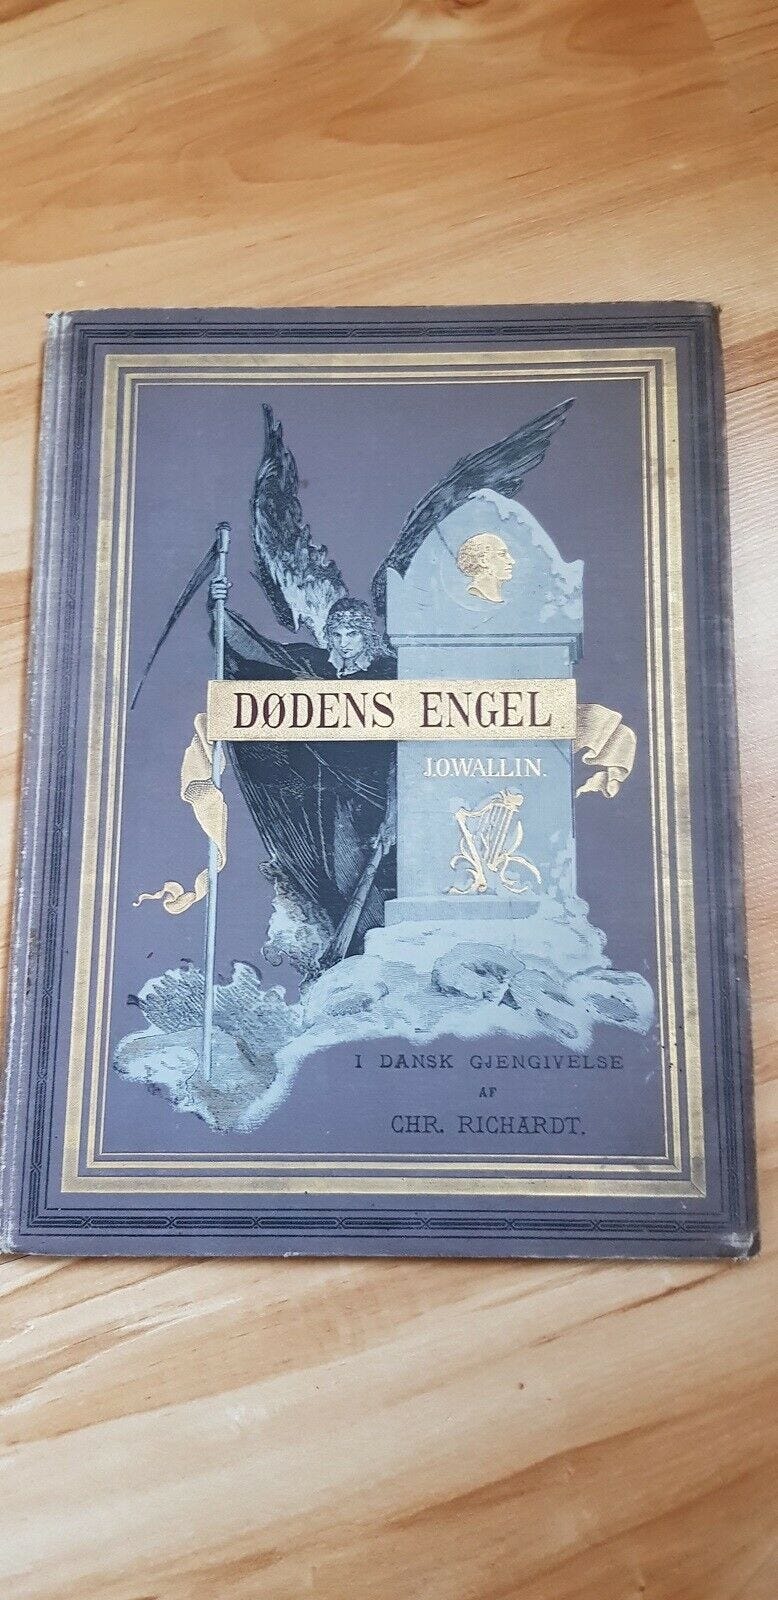 DØDENS ENGEL
J.O.WALLIN.
I DANSK GJENGIVELSE
AF
CHR. RICHARDT.